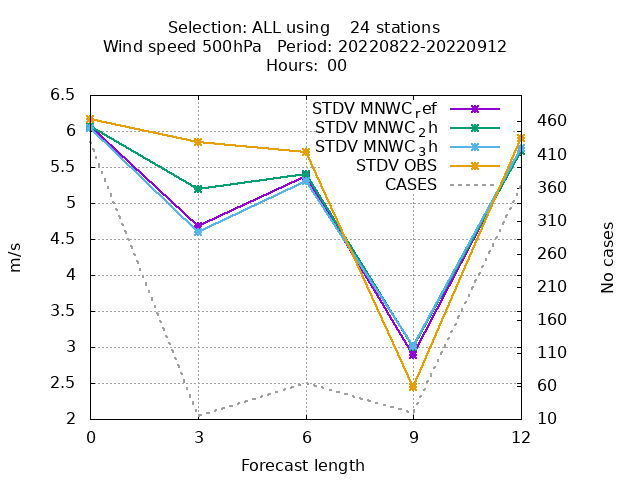 Selection: ALL using    24 stations
Wind speed 500hPa   Period: 20220822-20220912
Hours:  00
STDV MNWC_ref
STDV MNWC_2h
STDV MNWC_3h
STDV OBS
CASES
6.5
6
5.5
5
4.5
4
3.5
3
2.5
2
m/s
460
410
360
310
260
210
160
110
60
10
No cases
0 3 6 9 12
Forecast length